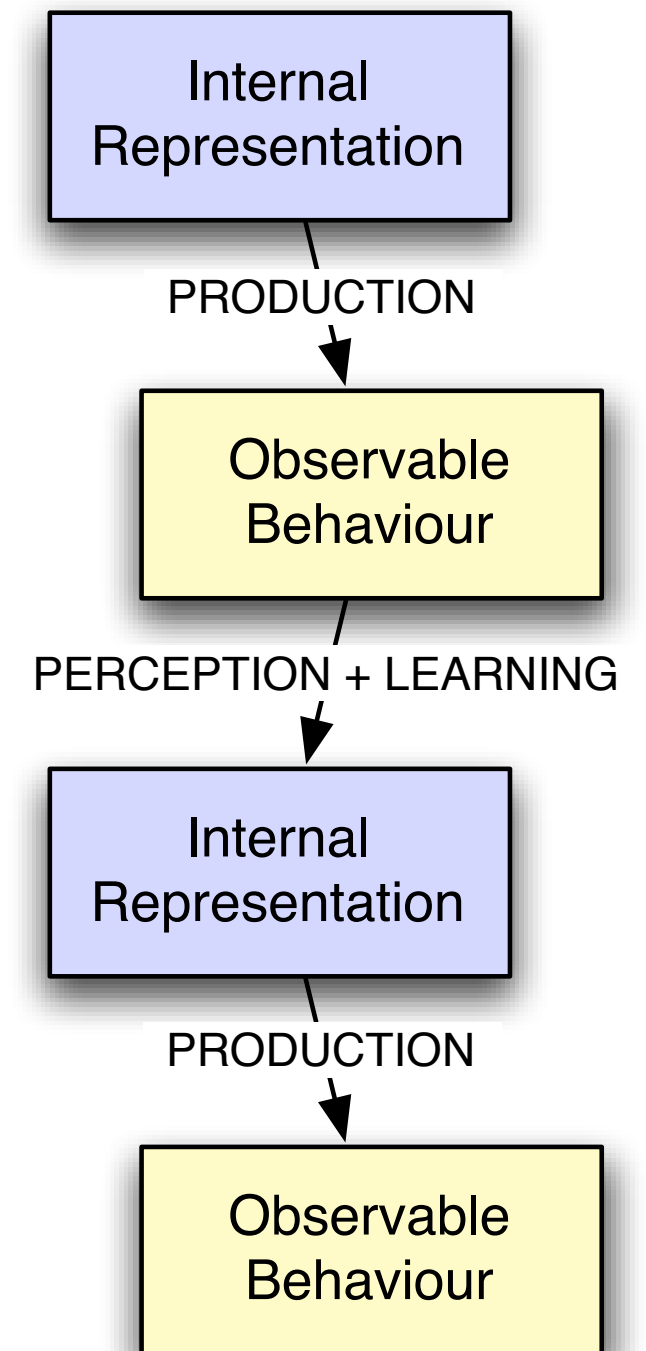 Internal
Representation
PRODUCTION
Observable
Behaviour
PERCEPTION + LEARNING
Internal
Representation
PRODUCTION
Observable
Behaviour